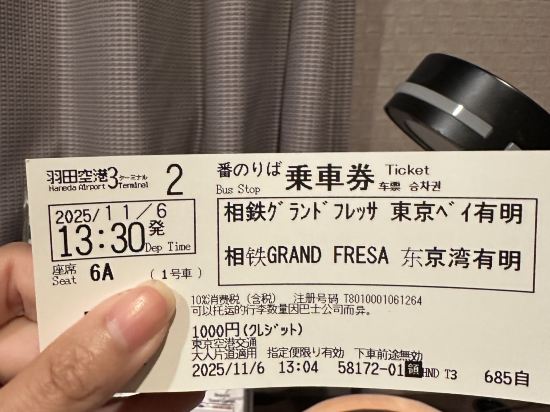 羽田空港3ターミナル 2 番のりば 乗車券 Ticket
Haneda Airport Terminal Bus Stop 车票 승차권
2025/11/6
13:30発
Dep Time
相鉄グランドフレッサ 東京ベイ有明
相铁GRAND FRESA 东京湾有明
座席 6A (1号車)
Seat
10%消费税(含税) 注册号码 T8010001061264
可以托运的行李数量因巴士公司而异。
1000円(クレジット)
東京空港交通
大人片道適用 指定便限り有効 下車前途無効
2025/11/6 13:04 58172-01 領 HND T3 685自